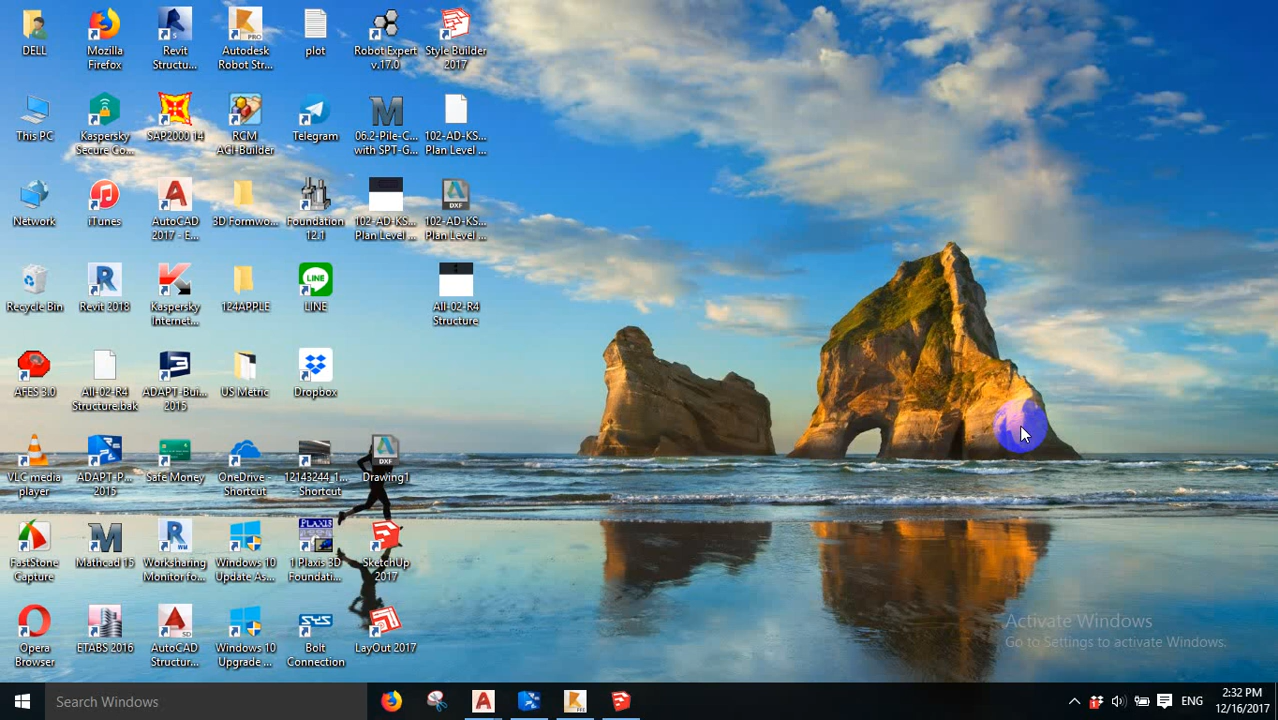 DELL
Mozilla
Firefox
Revit
Structu...
Autodesk
Robot Str...
plot
Robot Expert
v.17.0
Style Builder
2017
This PC
Kaspersky
Secure Co...
SAP2000 14
RCM
ACI-Builder
Telegram
06.2-Pile-C...
with SPT-G...
102-AD-KS...
Plan Level ...
Network
iTunes
AutoCAD
2017 - E...
3D Formwo...
Foundation
12.1
102-AD-KS...
Plan Level ...
102-AD-KS...
Plan Level ...
Recycle Bin
Revit 2018
Kaspersky
Internet...
124APPLE
LINE
All-02-R4
Structure
AFES 3.0
All-02-R4
Structure.bak
ADAPT-Bui...
2015
US Metric
Dropbox
VLC media
player
ADAPT-P...
2015
Safe Money
OneDrive -
Shortcut
12143244_1...
- Shortcut
Drawing1
FastStone
Capture
Mathcad 15
Worksharing
Monitor fo...
Windows 10
Update As...
1 Plaxis 3D
Foundati...
SketchUp
2017
Opera
Browser
ETABS 2016
AutoCAD
Structur...
Windows 10
Upgrade ...
Bolt
Connection
LayOut 2017
Activate Windows
Go to Settings to activate Windows.
Search Windows
ENG
2:32 PM
12/16/2017